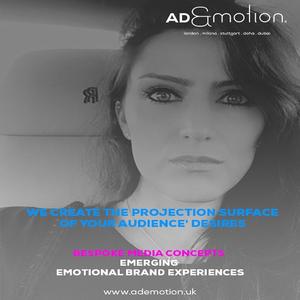 AD&motion.
london . milano . stuttgart . doha . dubai
WE CREATE THE PROJECTION SURFACE
OF YOUR AUDIENCE' DESIRES
BESPOKE MEDIA CONCEPTS
EMERGING
EMOTIONAL BRAND EXPERIENCES
www.ademotion.uk